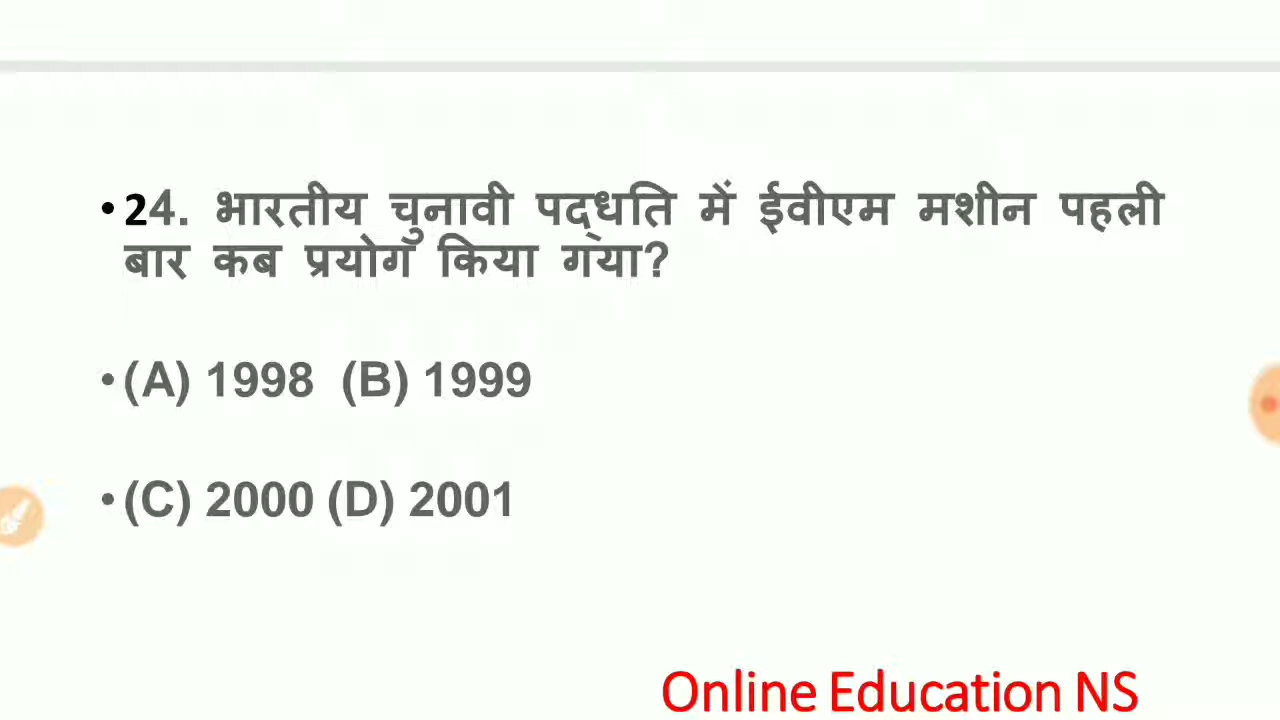 • 24. भारतीय चुनावी पद्धति में ईवीएम मशीन पहली
बार कब प्रयोग किया गया?
• (A) 1998 (B) 1999
• (C) 2000 (D) 2001
Online Education NS